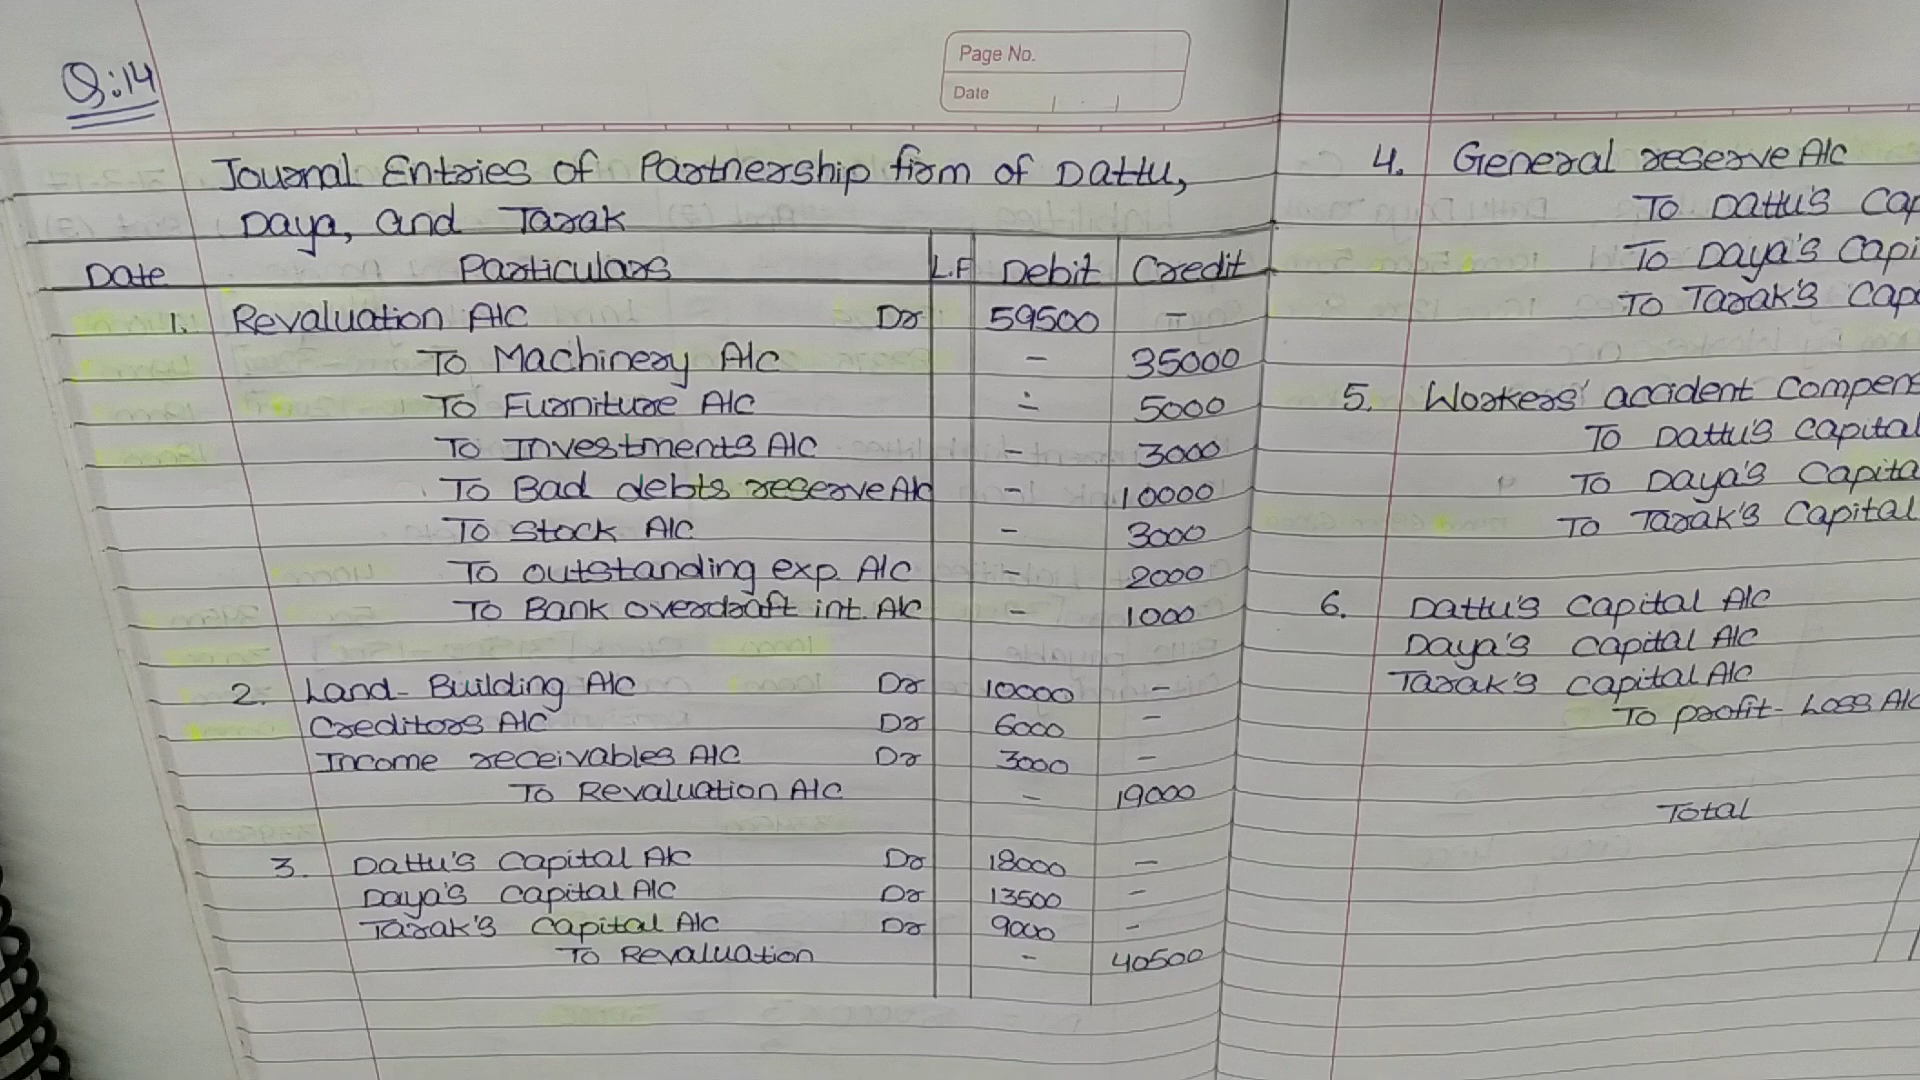 Q:14
Page No.
Date
Journal Entries of Partnership firm of Dattu,
Daya, and Tarak
Date Particulars L.F Debit Credit
1. Revaluation A/c Dr 59500 -
To Machinery A/c - 35000
To Furniture A/c - 5000
To Investments A/c - 3000
To Bad debts reserve A/c - 10000
To Stock A/c - 3000
To outstanding exp. A/c - 2000
To Bank overdraft int. A/c - 1000
2. Land-Building A/c Dr 10000 -
Creditors A/c Dr 6000 -
Income receivables A/c Dr 3000 -
To Revaluation A/c - 19000
3. Dattu's Capital A/c Dr 18000 -
Daya's Capital A/c Dr 13500 -
Tarak's Capital A/c Dr 9000 -
To Revaluation - 40500
4. General reserve A/c
To Dattu's Cap
To Daya's Capi
To Tarak's Cap
5. Workers' accident Compens
To Dattu's Capital
To Daya's Capita
To Tarak's Capital
6. Dattu's Capital A/c
Daya's Capital A/c
Tarak's Capital A/c
To profit-Loss A/c
Total